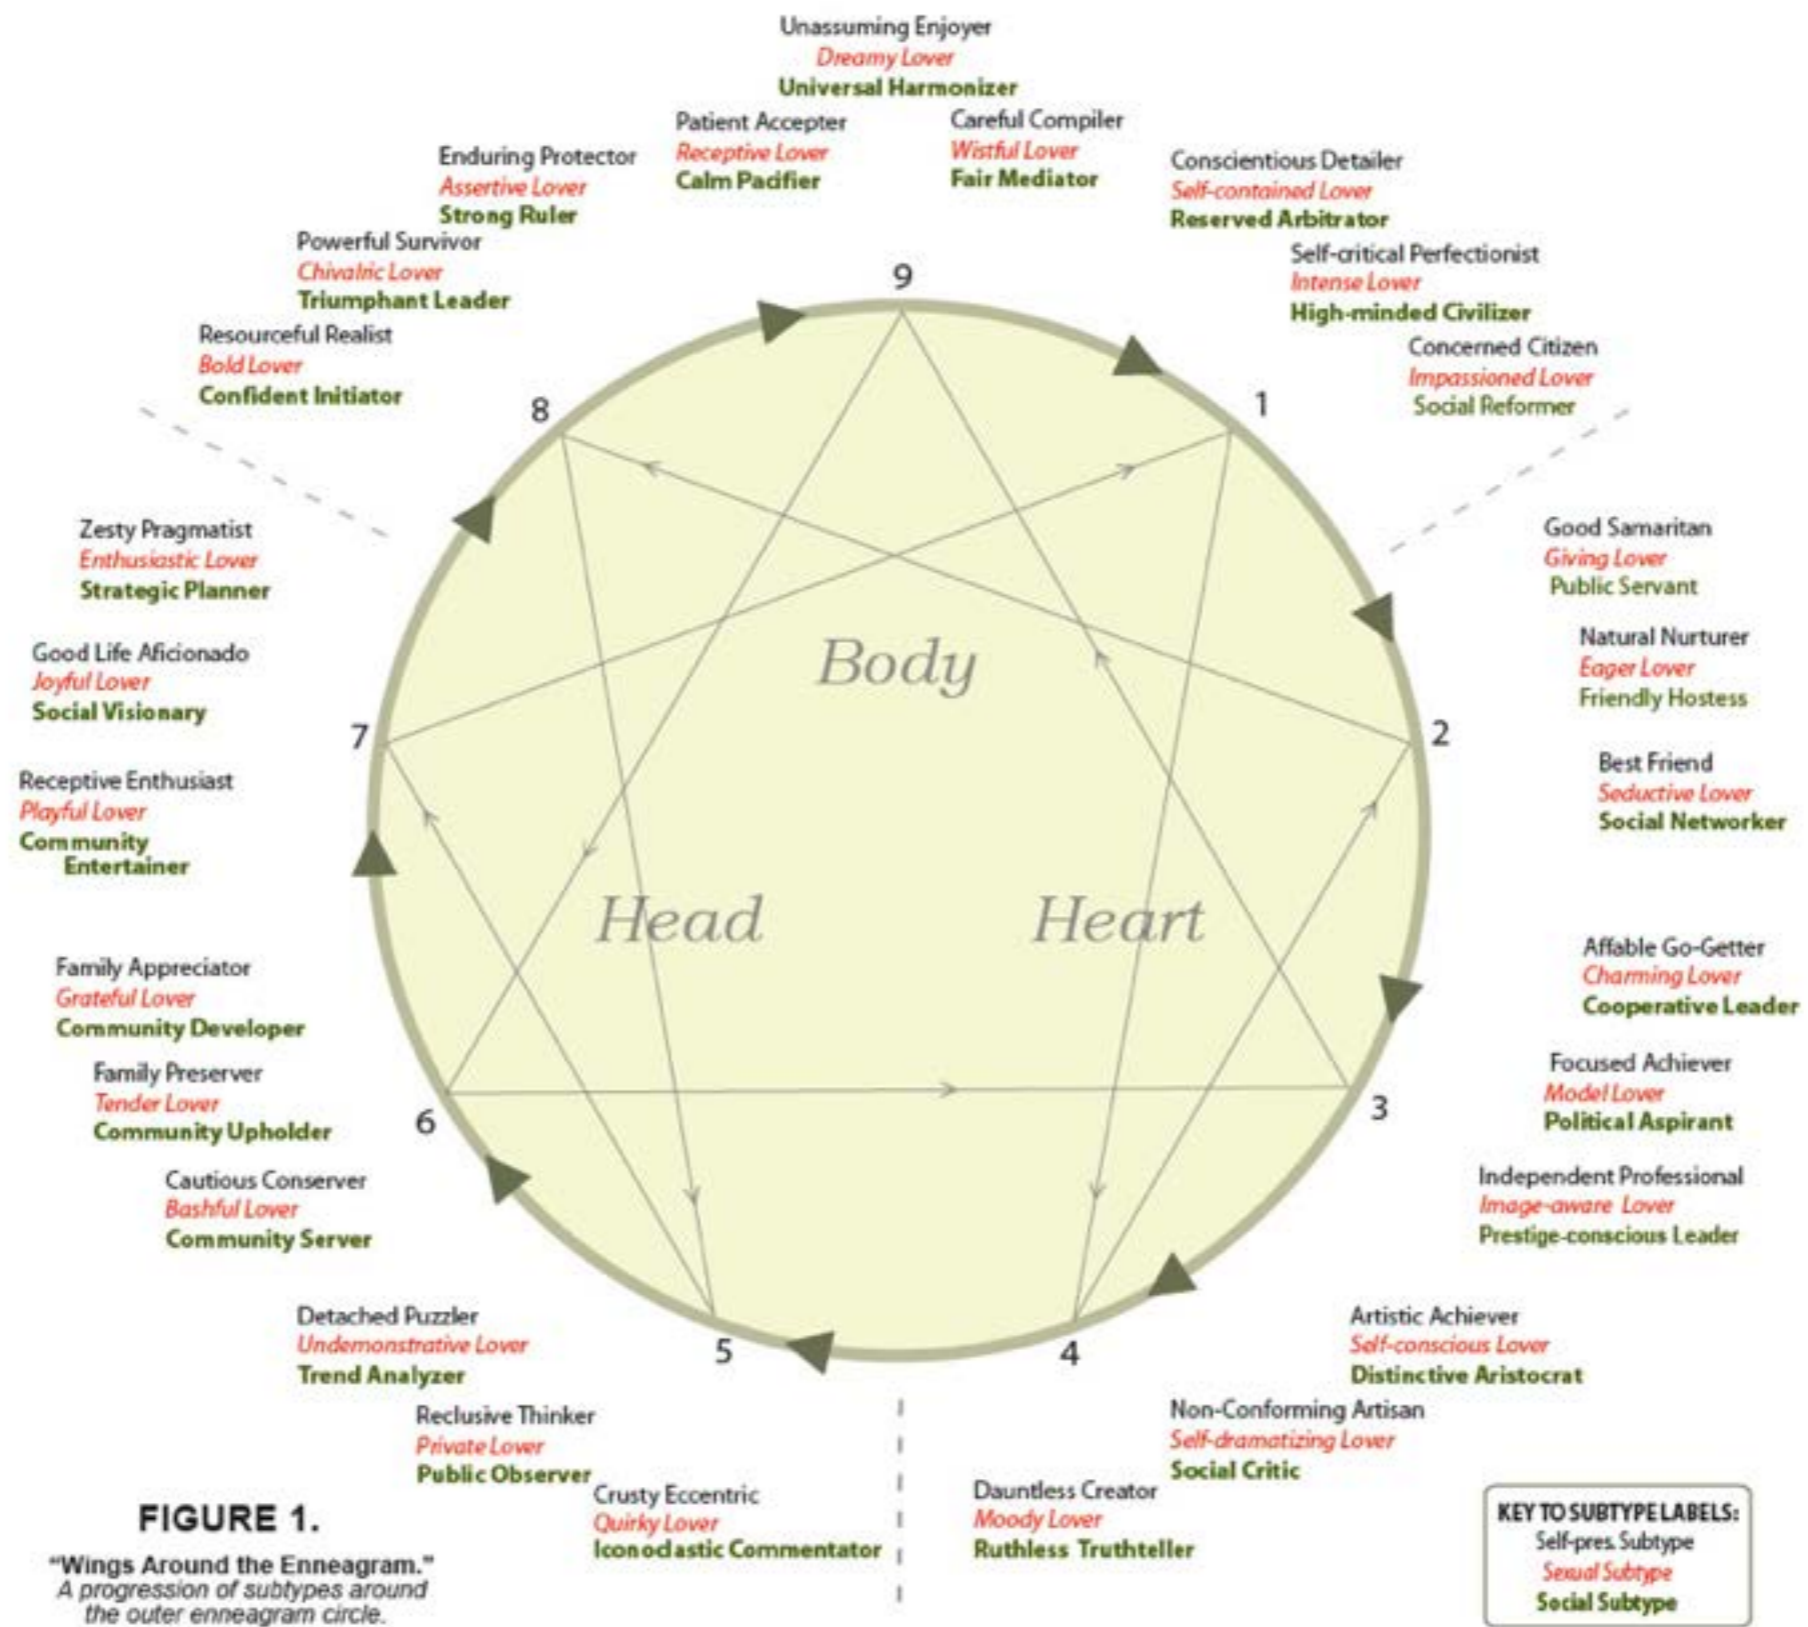 Unassuming Enjoyer
Dreamy Lover
Universal Harmonizer
Patient Accepter
Receptive Lover
Calm Pacifier
Careful Compiler
Wistful Lover
Fair Mediator
Enduring Protector
Assertive Lover
Strong Ruler
Conscientious Detailer
Self-contained Lover
Reserved Arbitrator
Powerful Survivor
Chivalric Lover
Triumphant Leader
Self-critical Perfectionist
Intense Lover
High-minded Civilizer
Resourceful Realist
Bold Lover
Confident Initiator
Concerned Citizen
Impassioned Lover
Social Reformer
9
8
1
Zesty Pragmatist
Enthusiastic Lover
Strategic Planner
Good Samaritan
Giving Lover
Public Servant
Good Life Aficionado
Joyful Lover
Social Visionary
Body
Natural Nurturer
Eager Lover
Friendly Hostess
7
2
Receptive Enthusiast
Playful Lover
Community
Entertainer
Best Friend
Seductive Lover
Social Networker
Head
Heart
Family Appreciator
Grateful Lover
Community Developer
Affable Go-Getter
Charming Lover
Cooperative Leader
Family Preserver
Tender Lover
Community Upholder
6
3
Focused Achiever
Model Lover
Political Aspirant
Cautious Conserver
Bashful Lover
Community Server
Independent Professional
Image-aware Lover
Prestige-conscious Leader
Detached Puzzler
Undemonstrative Lover
Trend Analyzer
5
4
Artistic Achiever
Self-conscious Lover
Distinctive Aristocrat
Reclusive Thinker
Private Lover
Public Observer
Non-Conforming Artisan
Self-dramatizing Lover
Social Critic
Crusty Eccentric
Quirky Lover
Iconoclastic Commentator
Dauntless Creator
Moody Lover
Ruthless Truthteller
FIGURE 1.
"Wings Around the Enneagram."
A progression of subtypes around
the outer enneagram circle.
KEY TO SUBTYPE LABELS:
Self-pres. Subtype
Sexual Subtype
Social Subtype